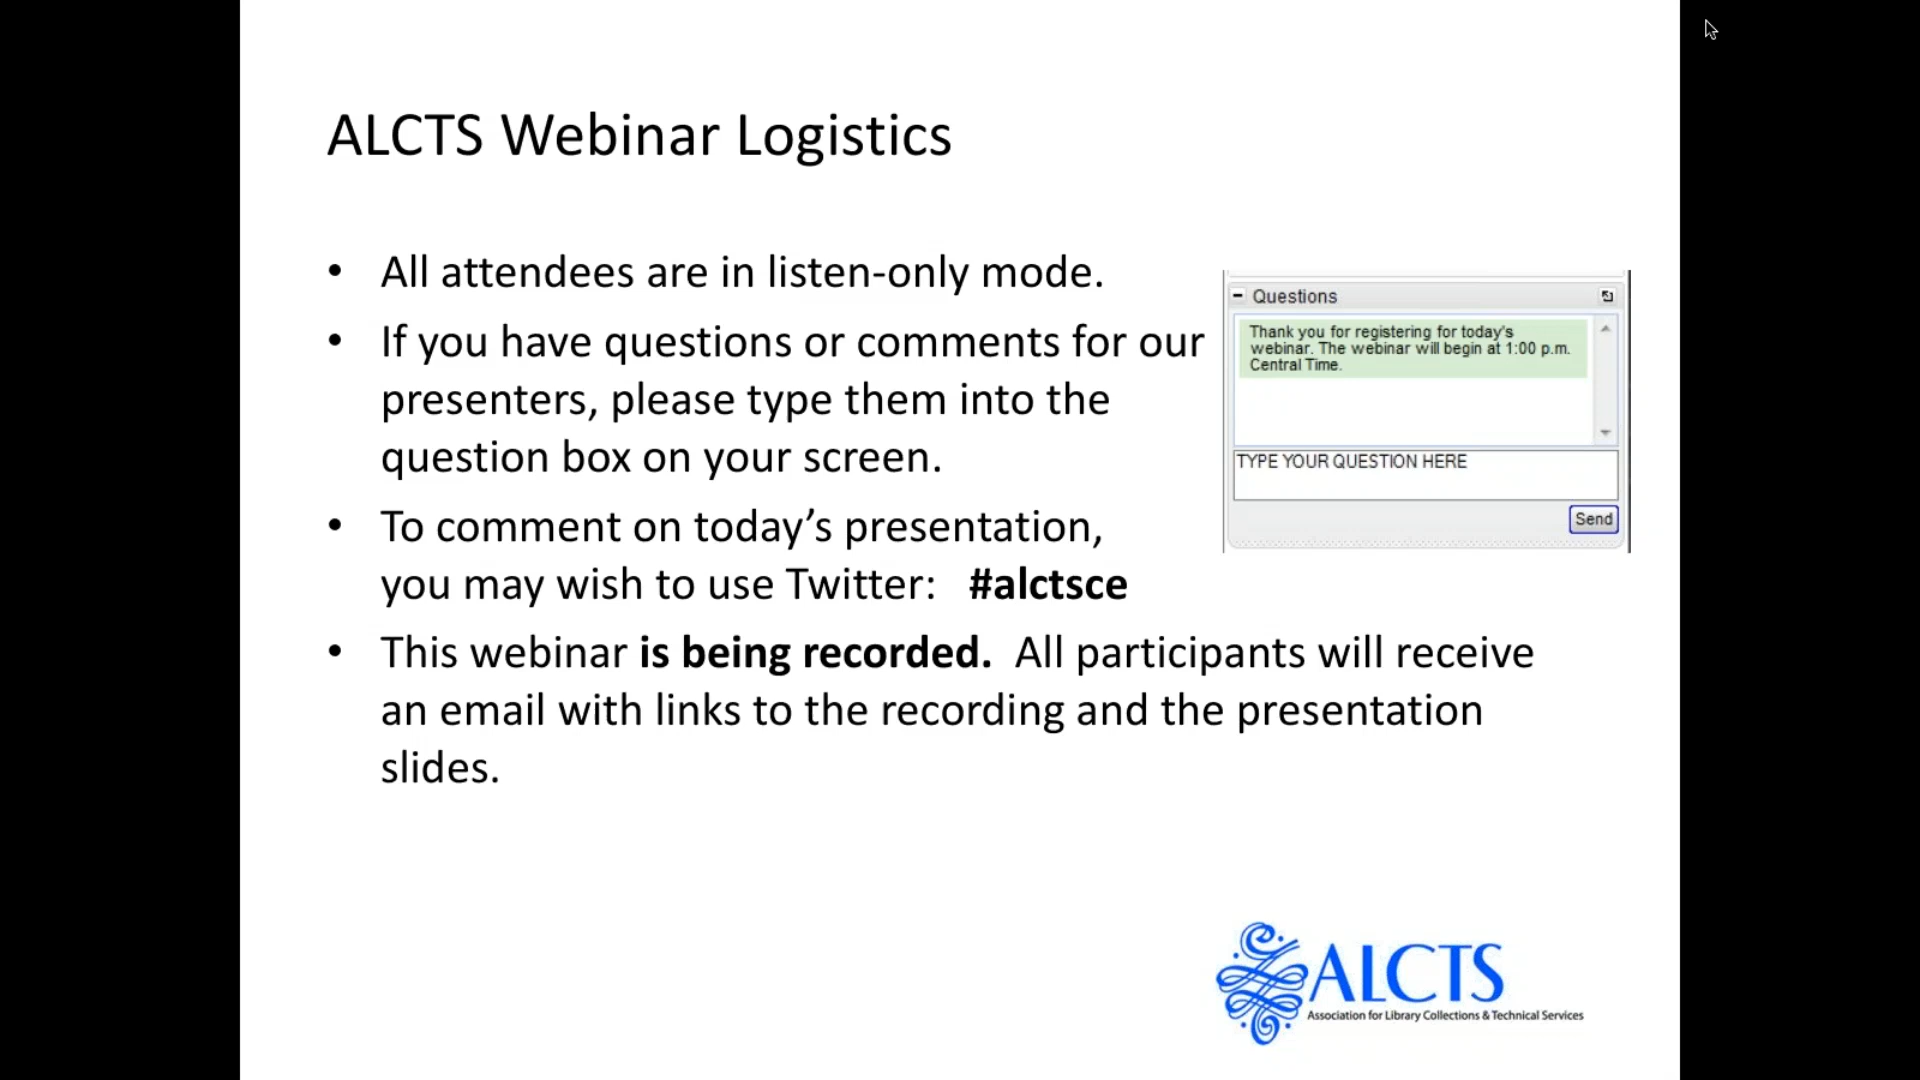 ALCTS Webinar Logistics
• All attendees are in listen-only mode.
• If you have questions or comments for our
presenters, please type them into the
question box on your screen.
• To comment on today’s presentation,
you may wish to use Twitter: #alctsce
• This webinar is being recorded. All participants will receive
an email with links to the recording and the presentation
slides.
Questions
Thank you for registering for today's
webinar. The webinar will begin at 1:00 p.m.
Central Time.
TYPE YOUR QUESTION HERE
Send
ALCTS
Association for Library Collections & Technical Services